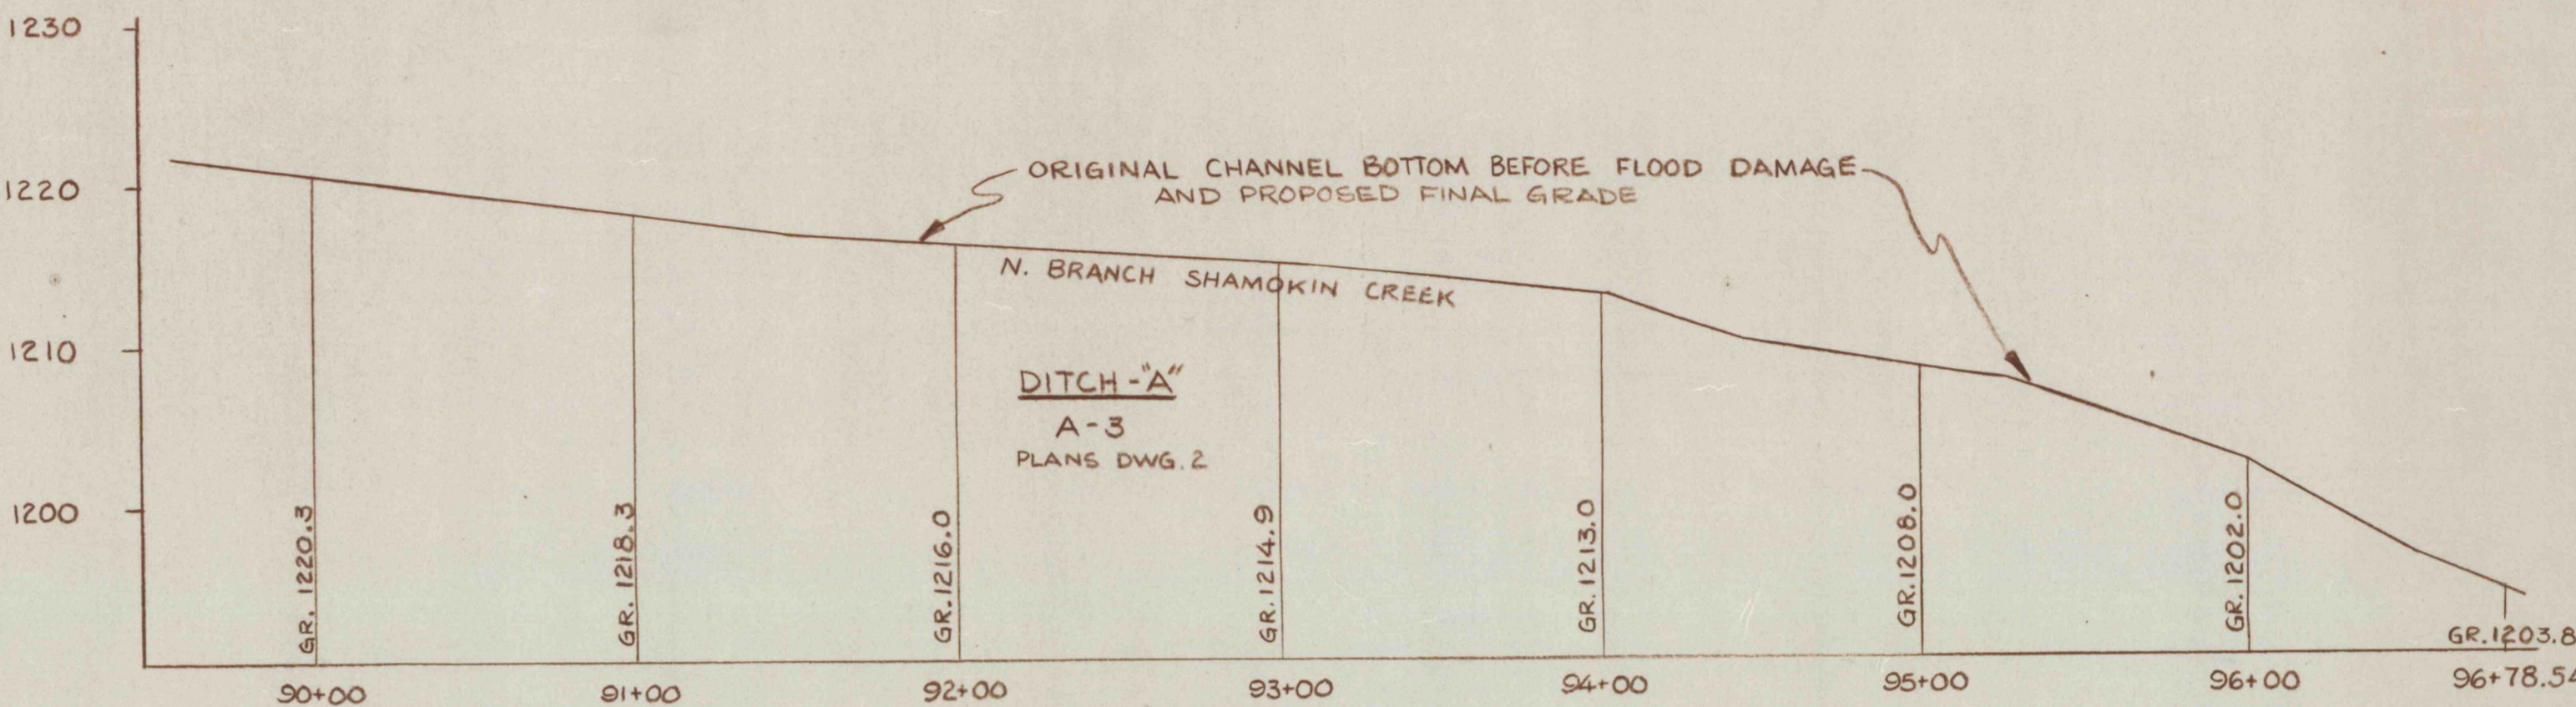 1230
1220
1210
1200
ORIGINAL CHANNEL BOTTOM BEFORE FLOOD DAMAGE
AND PROPOSED FINAL GRADE
N. BRANCH SHAMOKIN CREEK
DITCH-"A"
A-3
PLANS DWG. 2
GR. 1220.3
GR. 1218.3
GR. 1216.0
GR. 1214.9
GR. 1213.0
GR. 1208.0
GR. 1202.0
GR. 1203.8
90+00
91+00
92+00
93+00
94+00
95+00
96+00
96+78.54